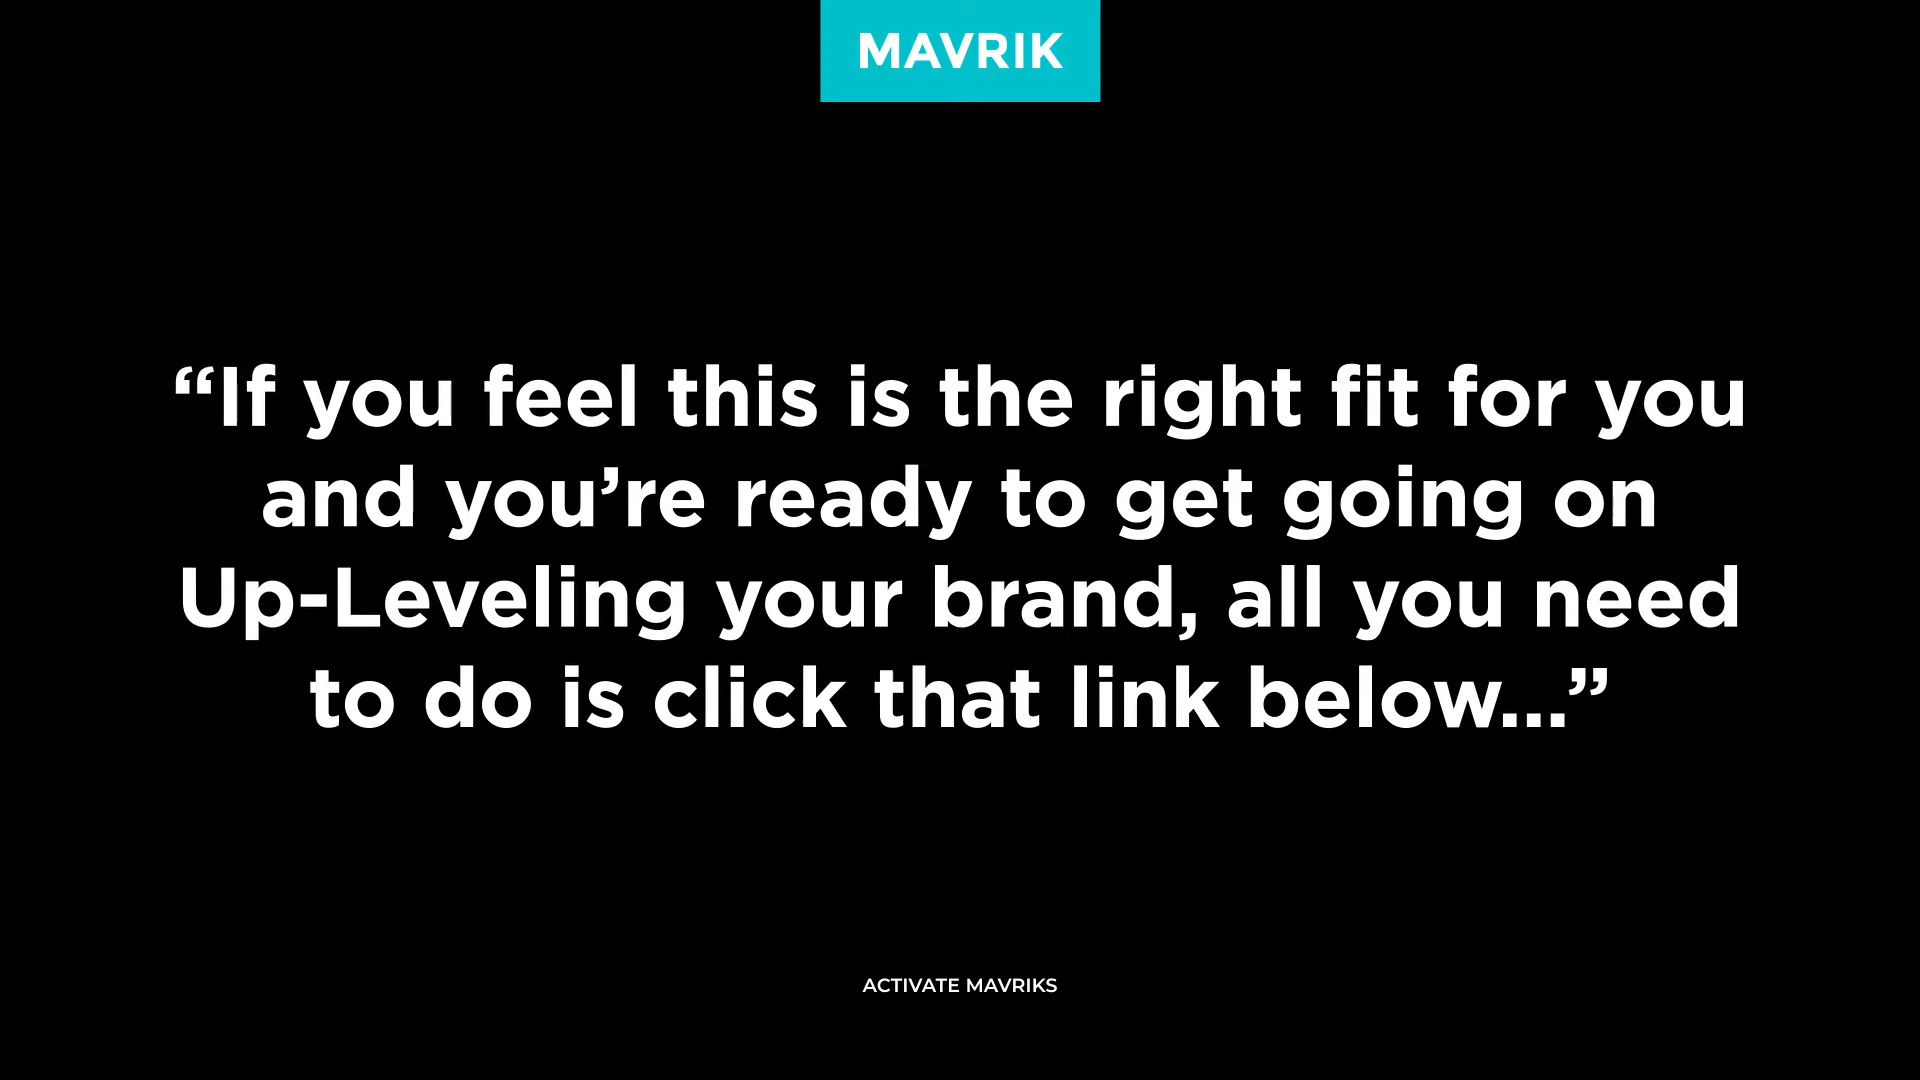 MAVRIK
“If you feel this is the right fit for you
and you’re ready to get going on
Up-Leveling your brand, all you need
to do is click that link below...”
ACTIVATE MAVRIKS